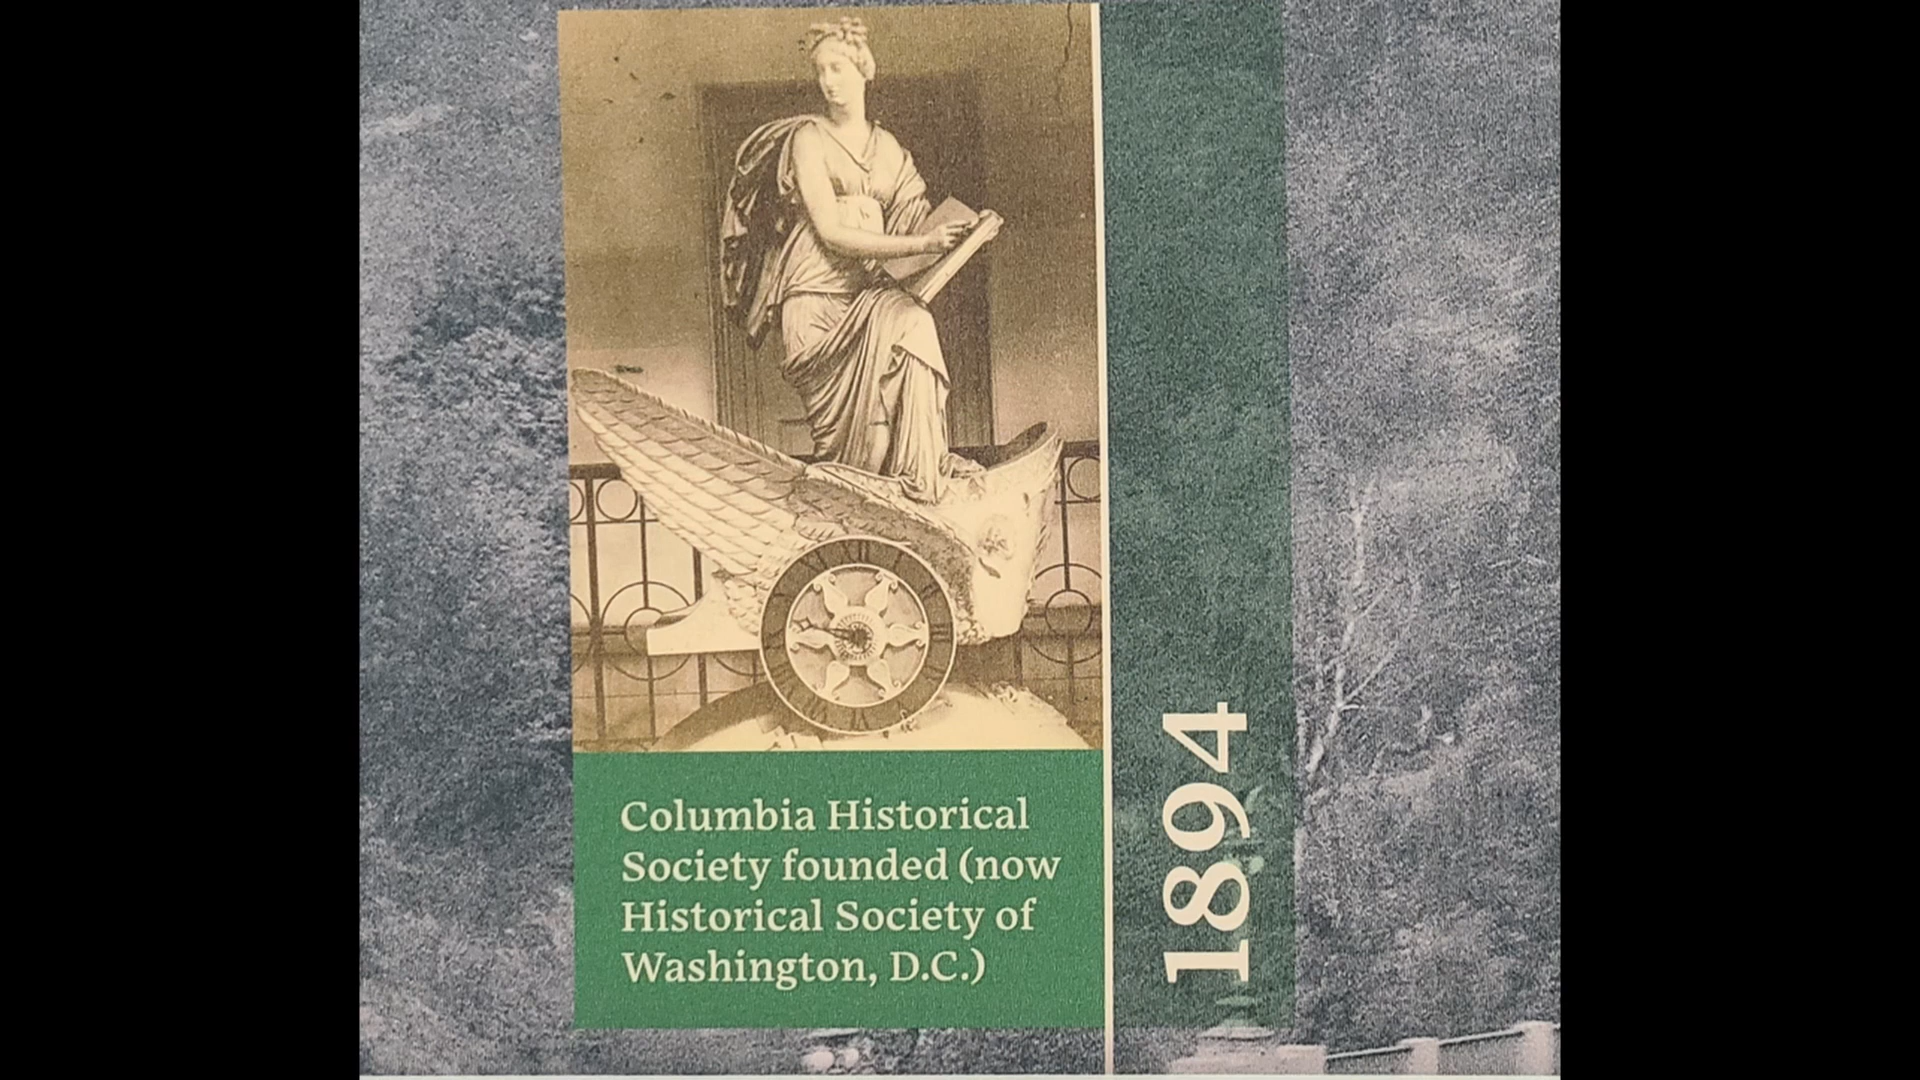 Columbia Historical
Society founded (now
Historical Society of
Washington, D.C.)
1894